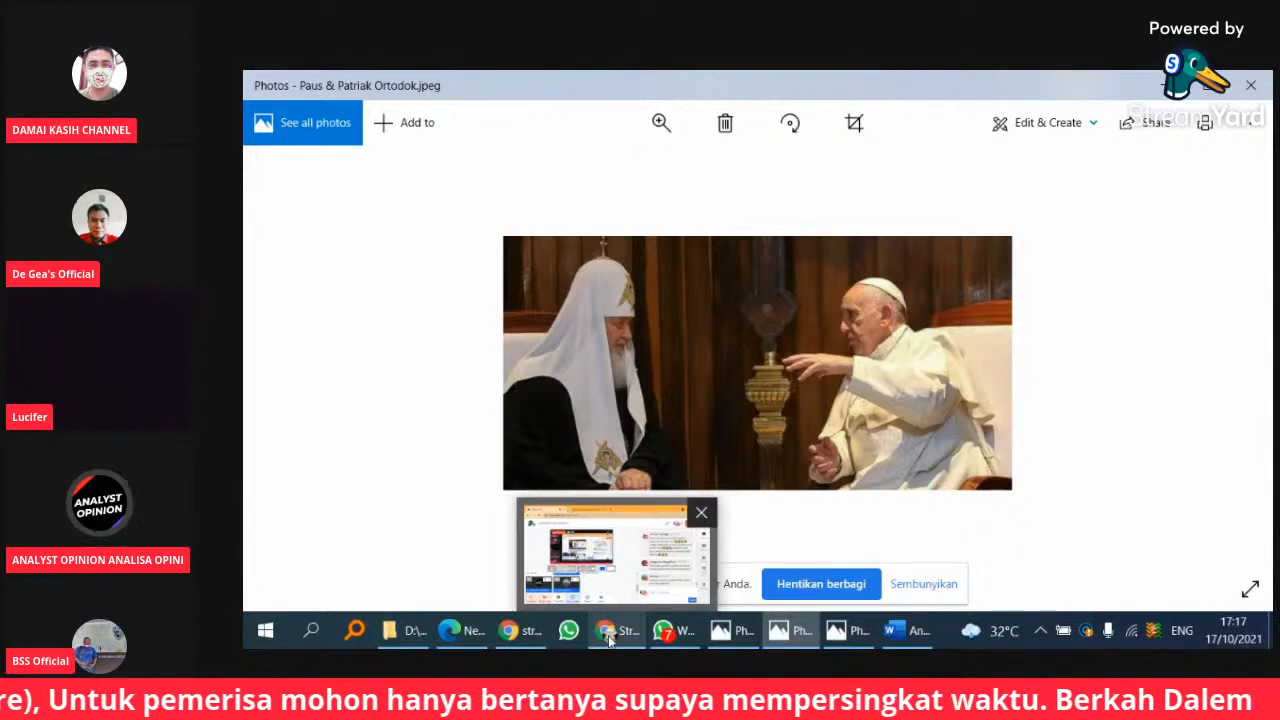 Powered by
StreamYard
DAMAI KASIH CHANNEL
De Gea's Official
Lucifer
ANALYST
OPINION
ANALYST OPINION ANALISA OPINI
BSS Official
Photos - Paus & Patriak Ortodok.jpeg
See all photos
Add to
Edit & Create
Share
r Anda.
Hentikan berbagi
Sembunyikan
D:\...
Ne...
str...
Str...
7
W...
Ph...
Ph...
Ph...
An...
32°C
ENG
17:17
17/10/2021
re), Untuk pemerisa mohon hanya bertanya supaya mempersingkat waktu. Berkah Dalem